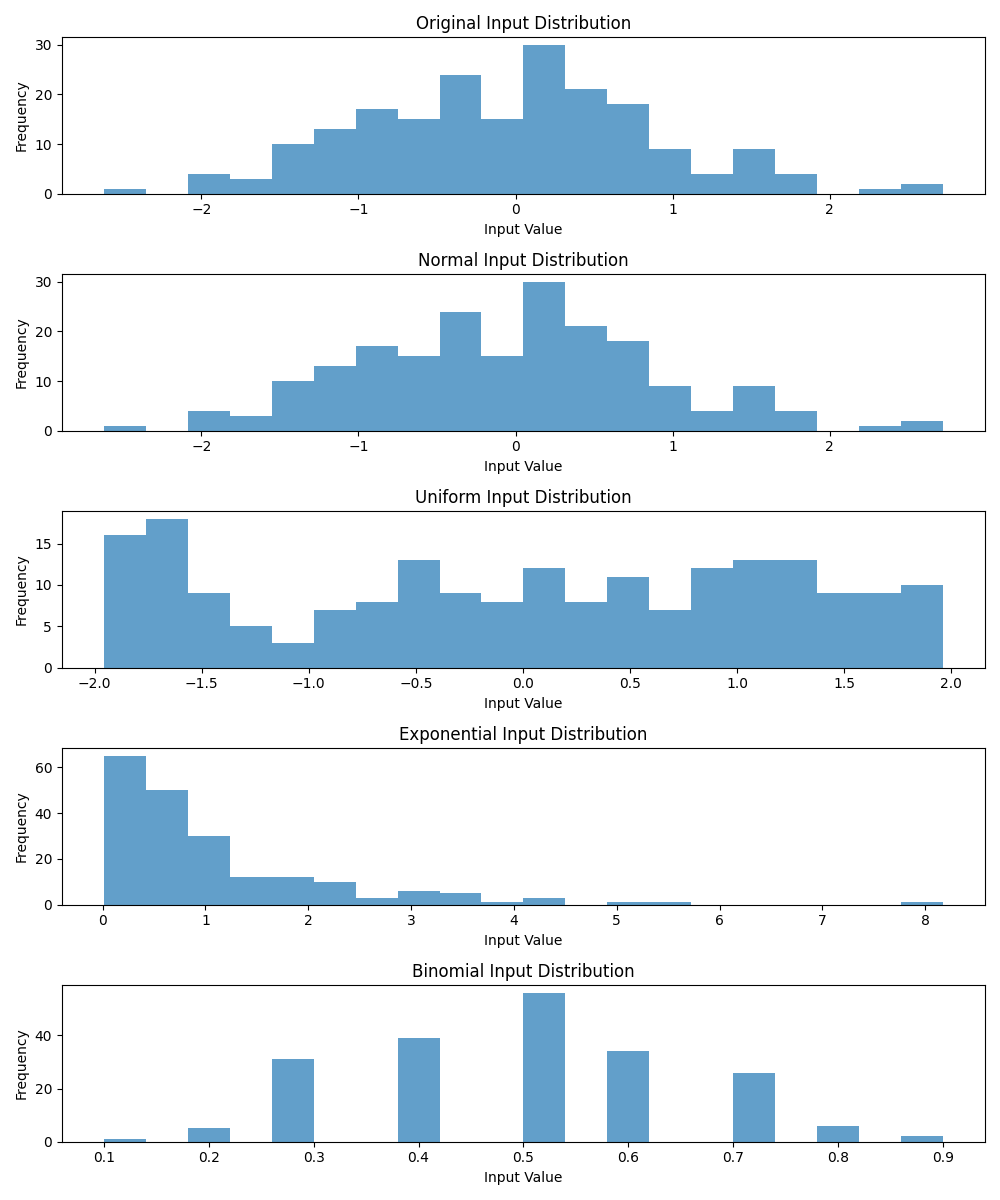 Original Input Distribution
30
20
10
0
Frequency
−2 −1 0 1 2
Input Value
Normal Input Distribution
30
20
10
0
Frequency
−2 −1 0 1 2
Input Value
Uniform Input Distribution
15
10
5
0
Frequency
−2.0 −1.5 −1.0 −0.5 0.0 0.5 1.0 1.5 2.0
Input Value
Exponential Input Distribution
60
40
20
0
Frequency
0 1 2 3 4 5 6 7 8
Input Value
Binomial Input Distribution
40
20
0
Frequency
0.1 0.2 0.3 0.4 0.5 0.6 0.7 0.8 0.9
Input Value